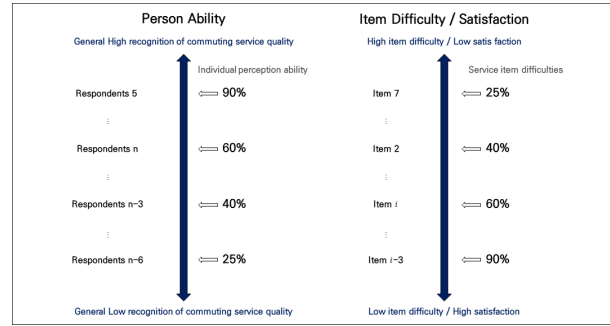 Person Ability
General High recognition of commuting service quality
Individual perception ability
Respondents 5
90%
⋮
Respondents n
60%
⋮
Respondents n-3
40%
⋮
Respondents n-6
25%
General Low recognition of commuting service quality
Item Difficulty / Satisfaction
High item difficulty / Low satis faction
Service item difficulties
Item 7
25%
⋮
Item 2
40%
⋮
Item i
60%
⋮
Item i-3
90%
Low item difficulty / High satisfaction